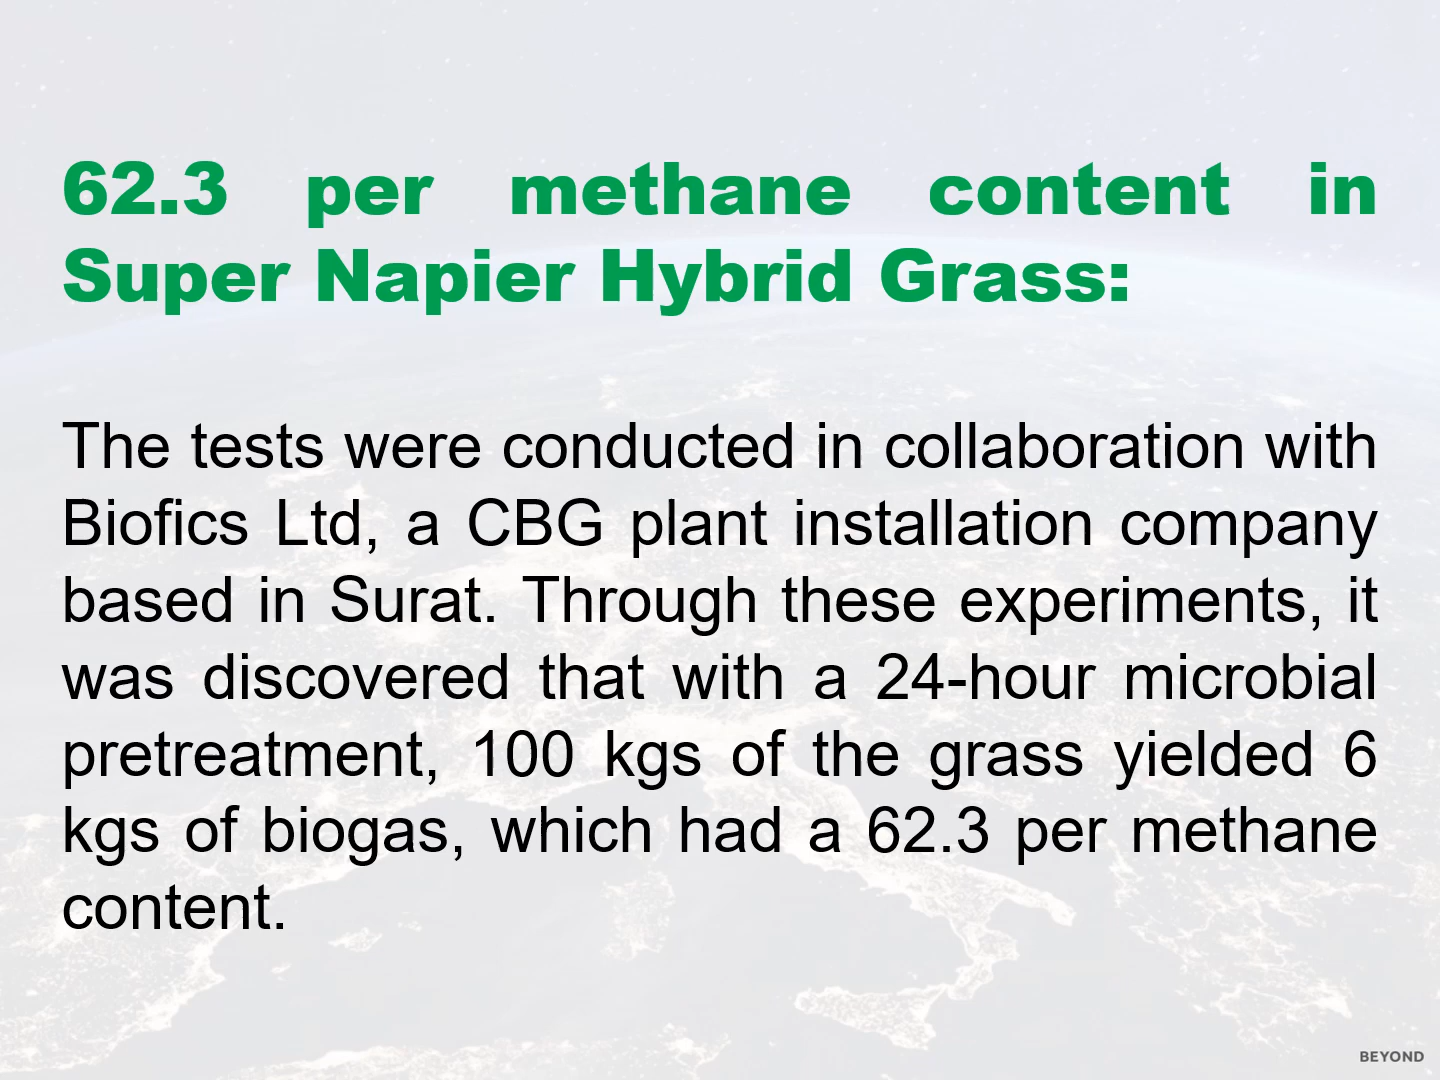 62.3 per methane content in
Super Napier Hybrid Grass:
The tests were conducted in collaboration with
Biofics Ltd, a CBG plant installation company
based in Surat. Through these experiments, it
was discovered that with a 24-hour microbial
pretreatment, 100 kgs of the grass yielded 6
kgs of biogas, which had a 62.3 per methane
content.
BEYOND